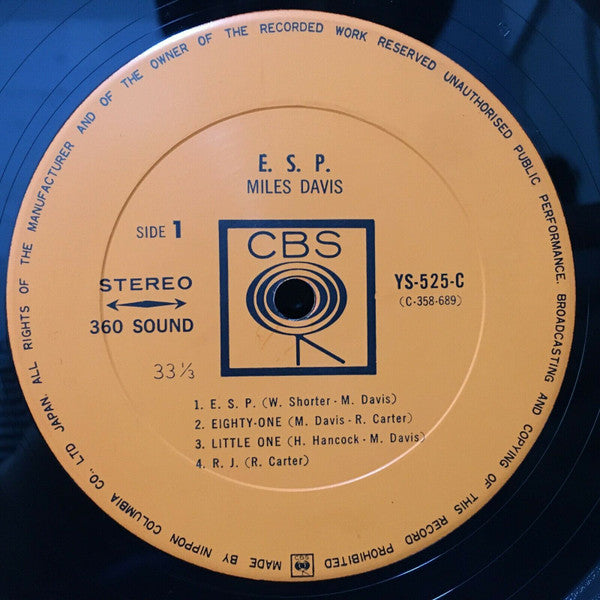 E. S. P.
MILES DAVIS
SIDE 1
CBS
STEREO
360 SOUND
YS-525-C
(C-358-689)
33⅓
1. E. S. P. (W. Shorter - M. Davis)
2. EIGHTY-ONE (M. Davis - R. Carter)
3. LITTLE ONE (H. Hancock - M. Davis)
4. R. J. (R. Carter)
MADE BY NIPPON COLUMBIA CO., LTD JAPAN. ALL RIGHTS OF THE MANUFACTURER AND OF THE OWNER OF THE RECORDED WORK RESERVED UNAUTHORISED PUBLIC PERFORMANCE. BROADCASTING AND COPYING OF THIS RECORD PROHIBITED
CBS